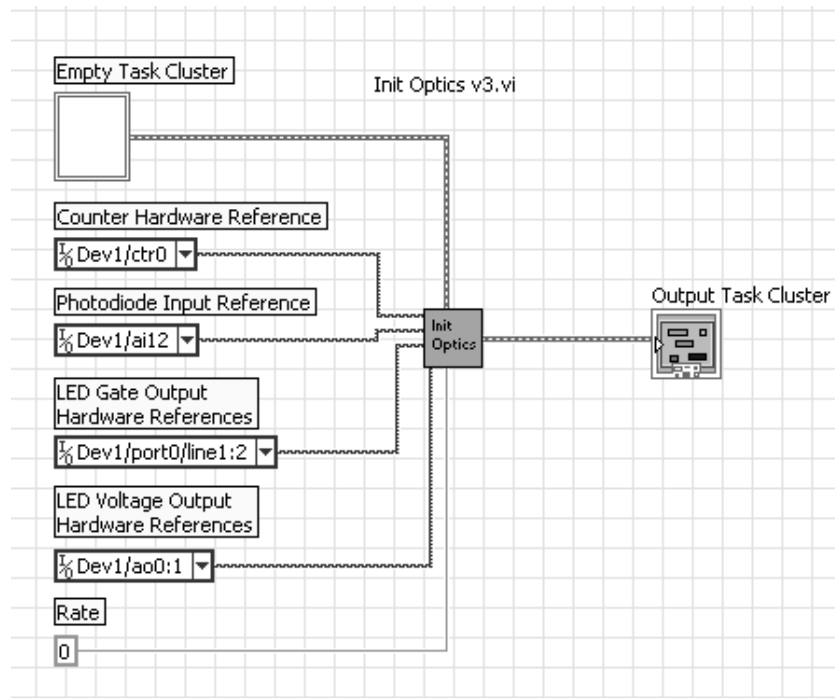 Empty Task Cluster
Init Optics v3.vi
Counter Hardware Reference
I/O Dev1/ctr0
Photodiode Input Reference
I/O Dev1/ai12
Init
Optics
Output Task Cluster
LED Gate Output
Hardware References
I/O Dev1/port0/line1:2
LED Voltage Output
Hardware References
I/O Dev1/ao0:1
Rate
0